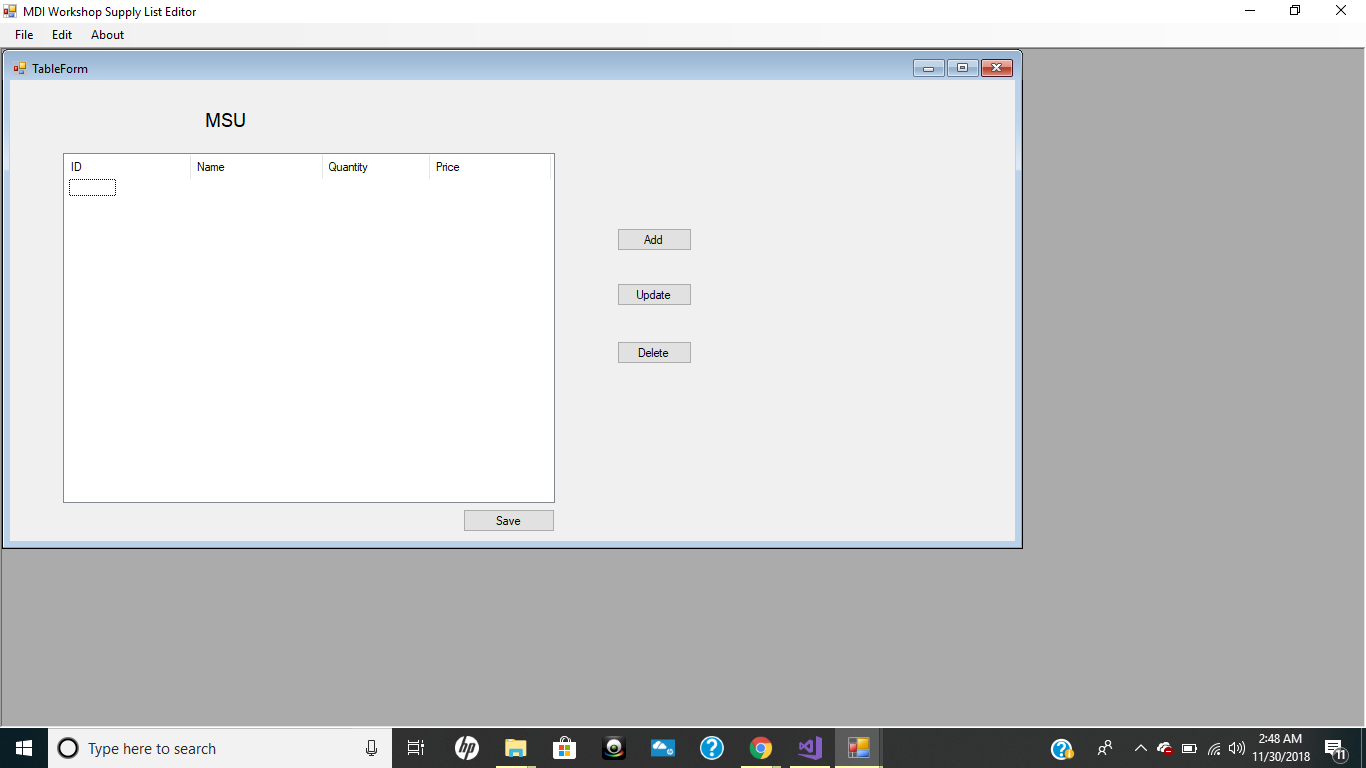 MDI Workshop Supply List Editor
File Edit About
TableForm
MSU
ID Name Quantity Price
Add
Update
Delete
Save
Type here to search
hp
2:48 AM
11/30/2018
11